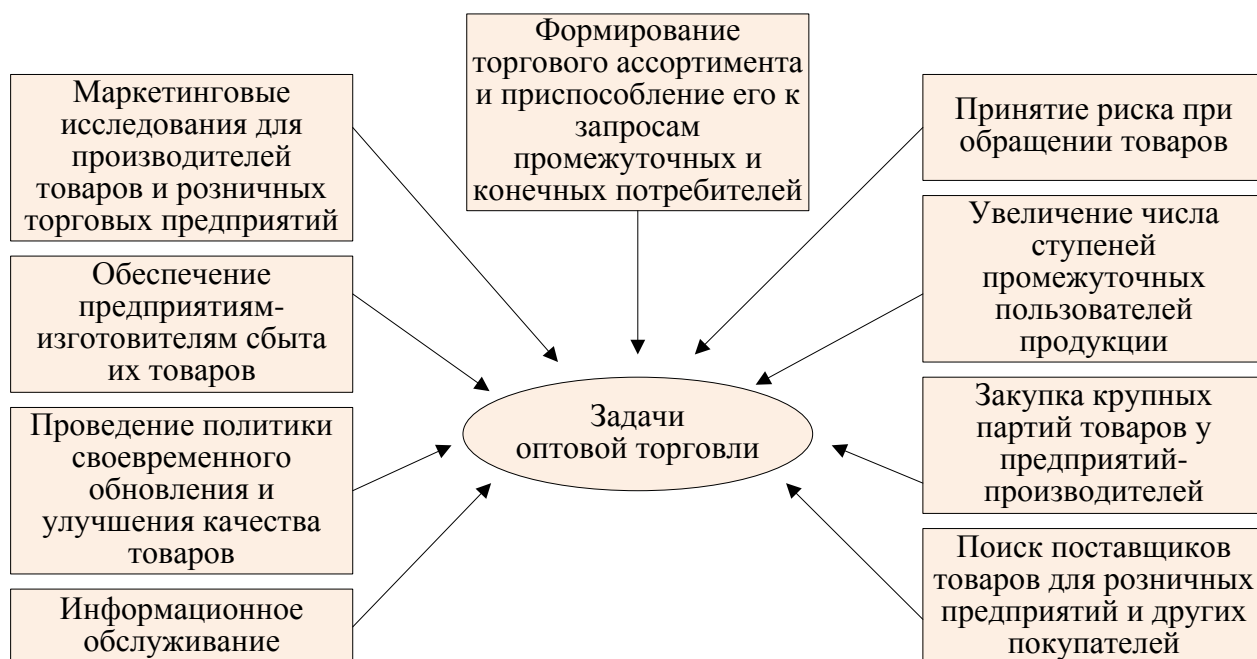 Формирование
торгового ассортимента
и приспособление его к
запросам
промежуточных и
конечных потребителей
Маркетинговые
исследования для
производителей
товаров и розничных
торговых предприятий
Обеспечение
предприятиям-
изготовителям сбыта
их товаров
Проведение политики
своевременного
обновления и
улучшения качества
товаров
Информационное
обслуживание
Задачи
оптовой торговли
Принятие риска при
обращении товаров
Увеличение числа
ступеней
промежуточных
пользователей
продукции
Закупка крупных
партий товаров у
предприятий-
производителей
Поиск поставщиков
товаров для розничных
предприятий и других
покупателей